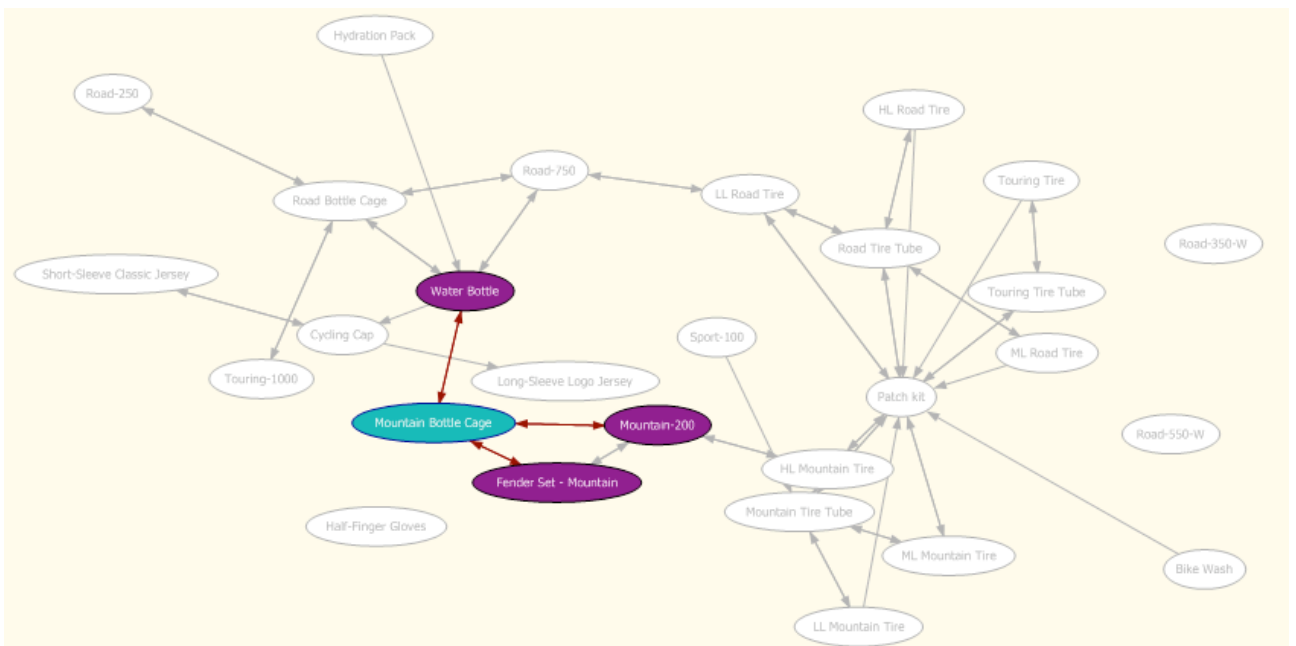 Hydration Pack
Road-250
HL Road Tire
Road-750
Touring Tire
LL Road Tire
Road Bottle Cage
Road Tire Tube
Road-350-W
Short-Sleeve Classic Jersey
Water Bottle
Touring Tire Tube
Cycling Cap
Sport-100
ML Road Tire
Touring-1000
Long-Sleeve Logo Jersey
Patch kit
Mountain Bottle Cage
Mountain-200
Road-550-W
HL Mountain Tire
Fender Set - Mountain
Mountain Tire Tube
Half-Finger Gloves
ML Mountain Tire
Bike Wash
LL Mountain Tire